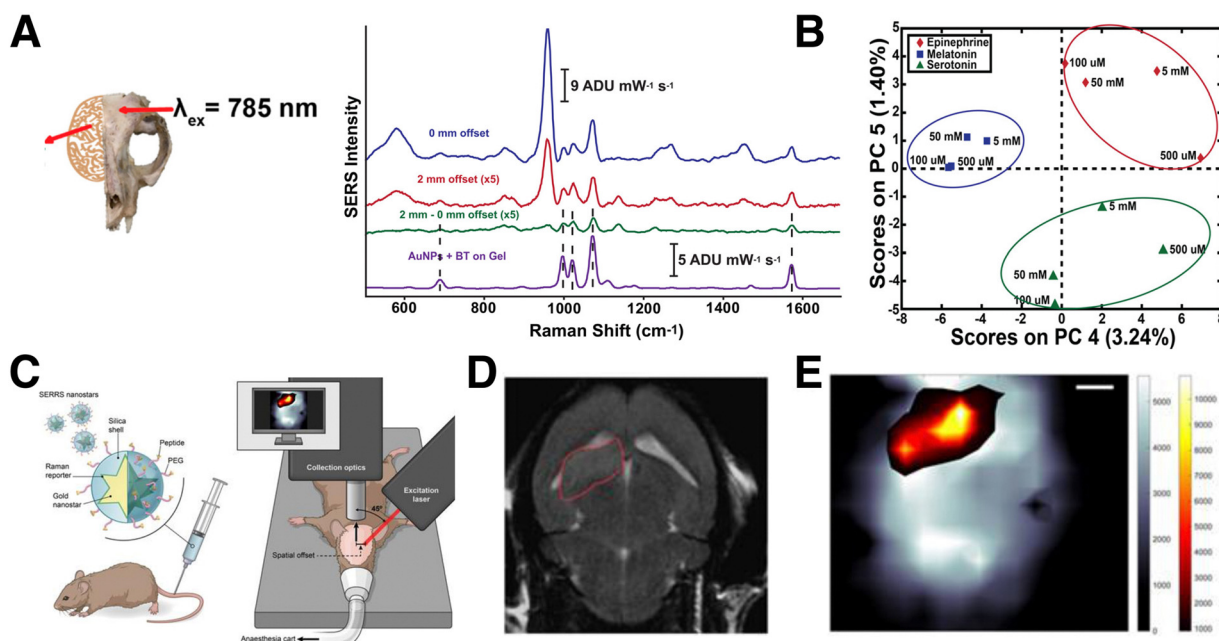 A
λex= 785 nm
SERS Intensity
9 ADU mW-1 s-1
0 mm offset
2 mm offset (x5)
2 mm - 0 mm offset (x5)
AuNPs + BT on Gel
5 ADU mW-1 s-1
600 800 1000 1200 1400 1600
Raman Shift (cm-1)
B
Epinephrine
Melatonin
Serotonin
Scores on PC 5 (1.40%)
5
4
3
2
1
0
-1
-2
-3
-4
-5
100 uM
5 mM
50 mM
500 uM
50 mM
5 mM
100 uM
500 uM
5 mM
500 uM
50 mM
100 uM
-8 -6 -4 -2 0 2 4 6 8
Scores on PC 4 (3.24%)
C
SERRS nanostars
Silica
shell
Peptide
PEG
Raman
reporter
Gold
nanostar
Collection optics
Excitation
laser
45°
Spatial offset
Anaesthesia cart
D
E
5000
4000
3000
2000
1000
0
10000
9000
8000
7000
6000
5000
4000
3000
2000
1000